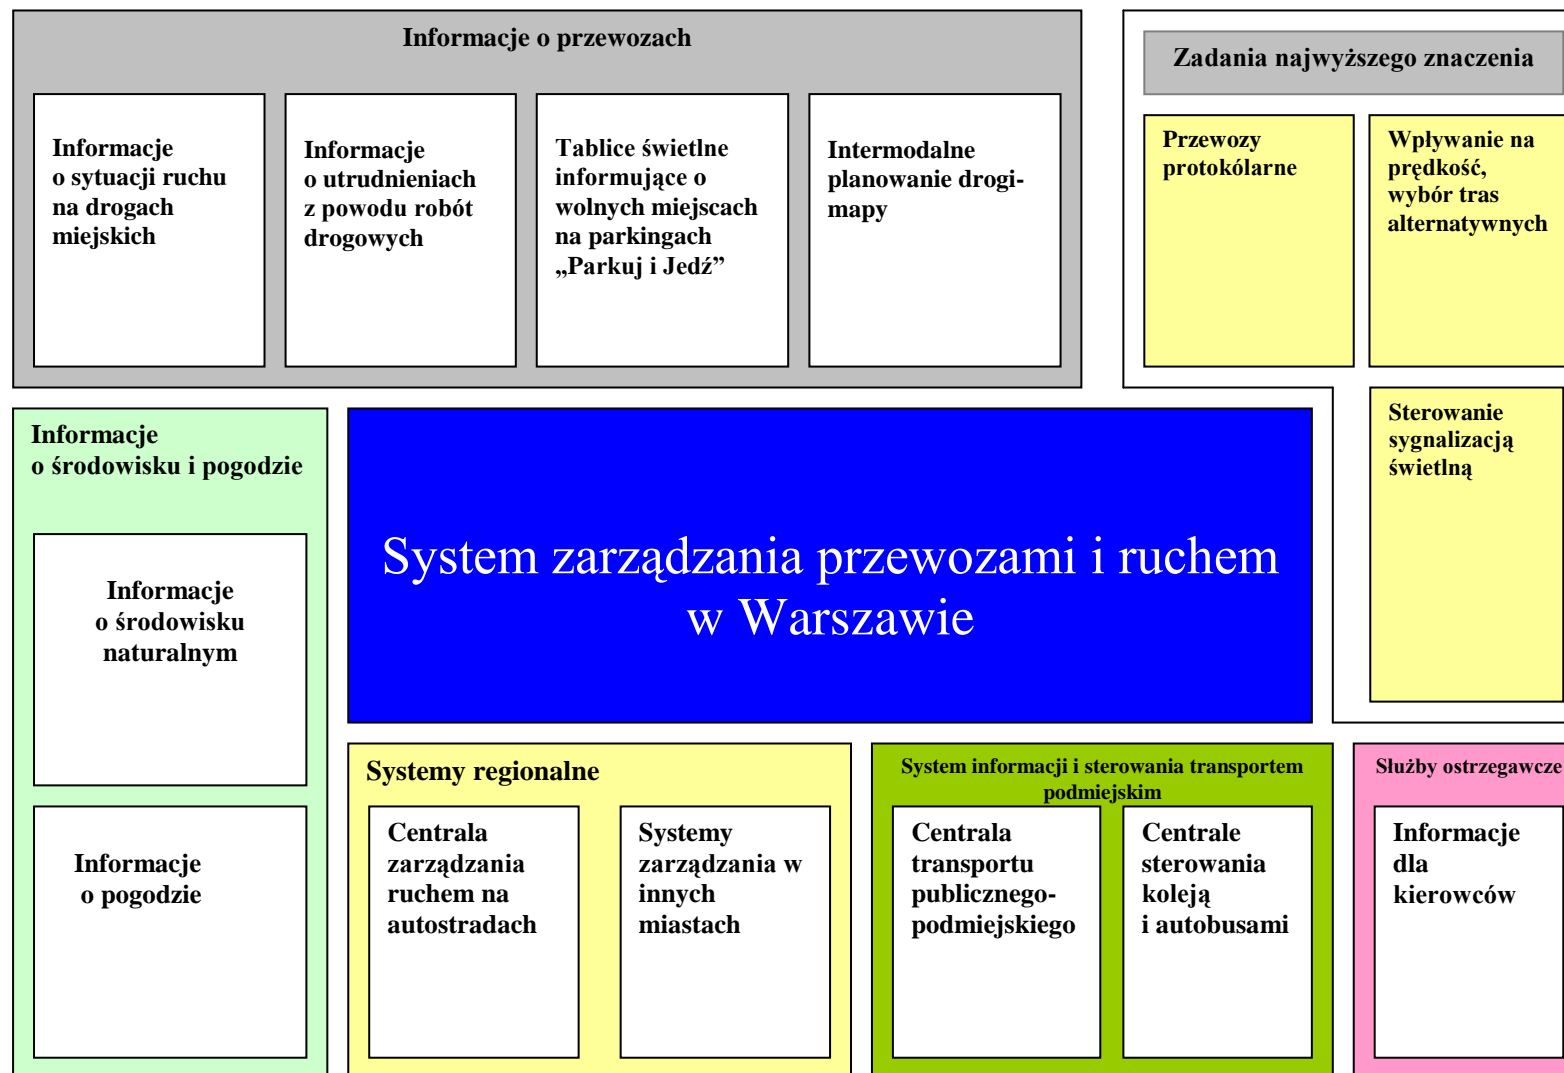 Informacje o przewozach
Informacje
o sytuacji ruchu
na drogach
miejskich
Informacje
o utrudnieniach
z powodu robót
drogowych
Tablice świetlne
informujące o
wolnych miejscach
na parkingach
„Parkuj i Jedź”
Intermodalne
planowanie drogi-
mapy
Zadania najwyższego znaczenia
Przewozy
protokólarne
Wpływanie na
prędkość,
wybór tras
alternatywnych
Sterowanie
sygnalizacją
świetlną
Informacje
o środowisku i pogodzie
Informacje
o środowisku
naturalnym
Informacje
o pogodzie
System zarządzania przewozami i ruchem
w Warszawie
Systemy regionalne
Centrala
zarządzania
ruchem na
autostradach
Systemy
zarządzania w
innych
miastach
System informacji i sterowania transportem
podmiejskim
Centrala
transportu
publicznego-
podmiejskiego
Centrale
sterowania
koleją
i autobusami
Służby ostrzegawcze
Informacje
dla
kierowców